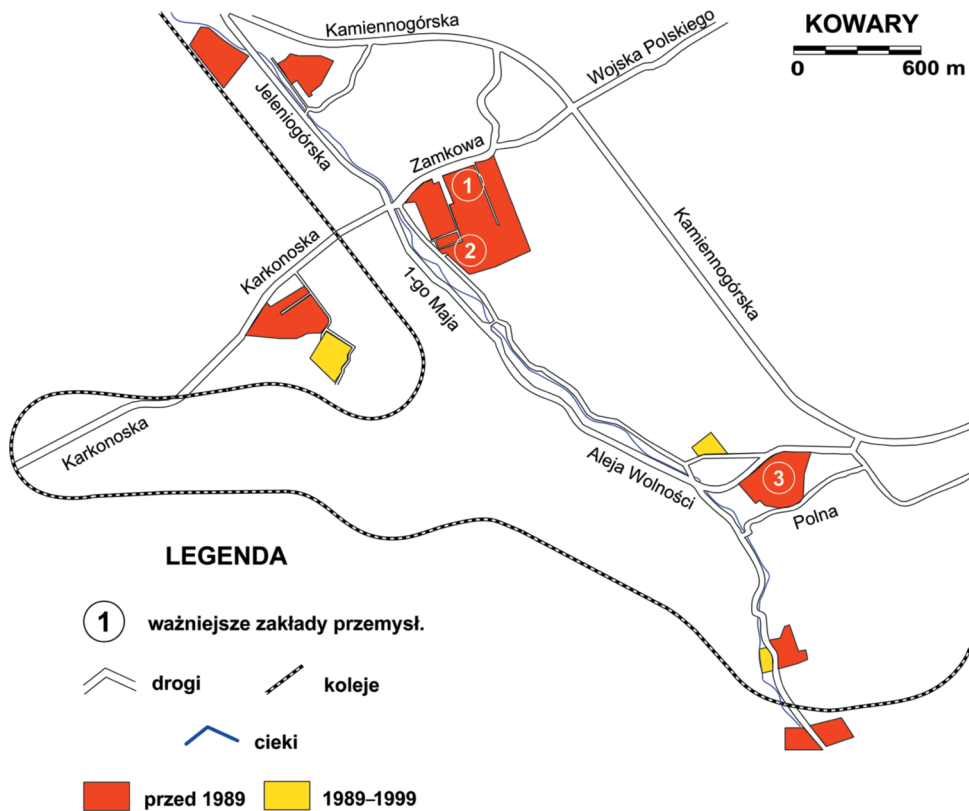 KOWARY
0 600 m
Kamiennogórska
Wojska Polskiego
Jeleniogórska
Zamkowa
1
2
Karkonoska
1-go Maja
Kamiennogórska
Karkonoska
Aleja Wolności
3
Polna
LEGENDA
1 ważniejsze zakłady przemysł.
drogi koleje
cieki
przed 1989 1989–1999